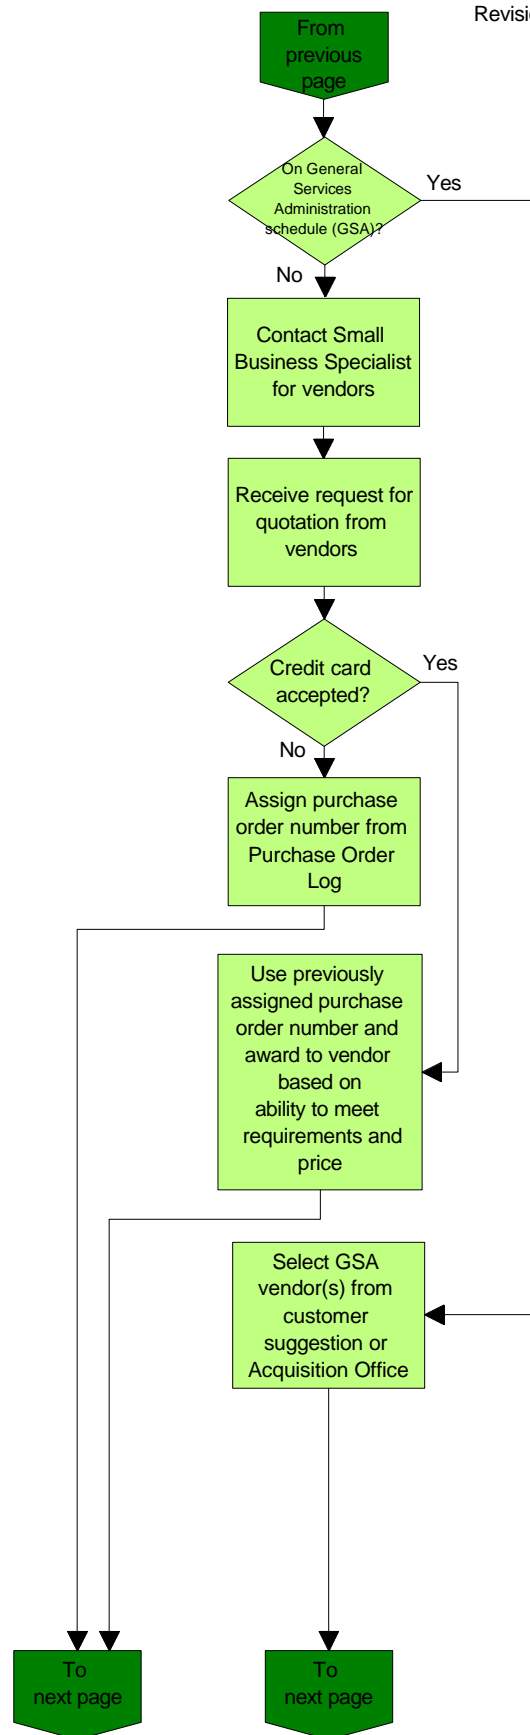 Revisi
From
previous
page
On General
Services
Administration
schedule (GSA)?
Yes
No
Contact Small
Business Specialist
for vendors
Receive request for
quotation from
vendors
Credit card
accepted?
Yes
No
Assign purchase
order number from
Purchase Order
Log
Use previously
assigned purchase
order number and
award to vendor
based on
ability to meet
requirements and
price
Select GSA
vendor(s) from
customer
suggestion or
Acquisition Office
To
next page
To
next page